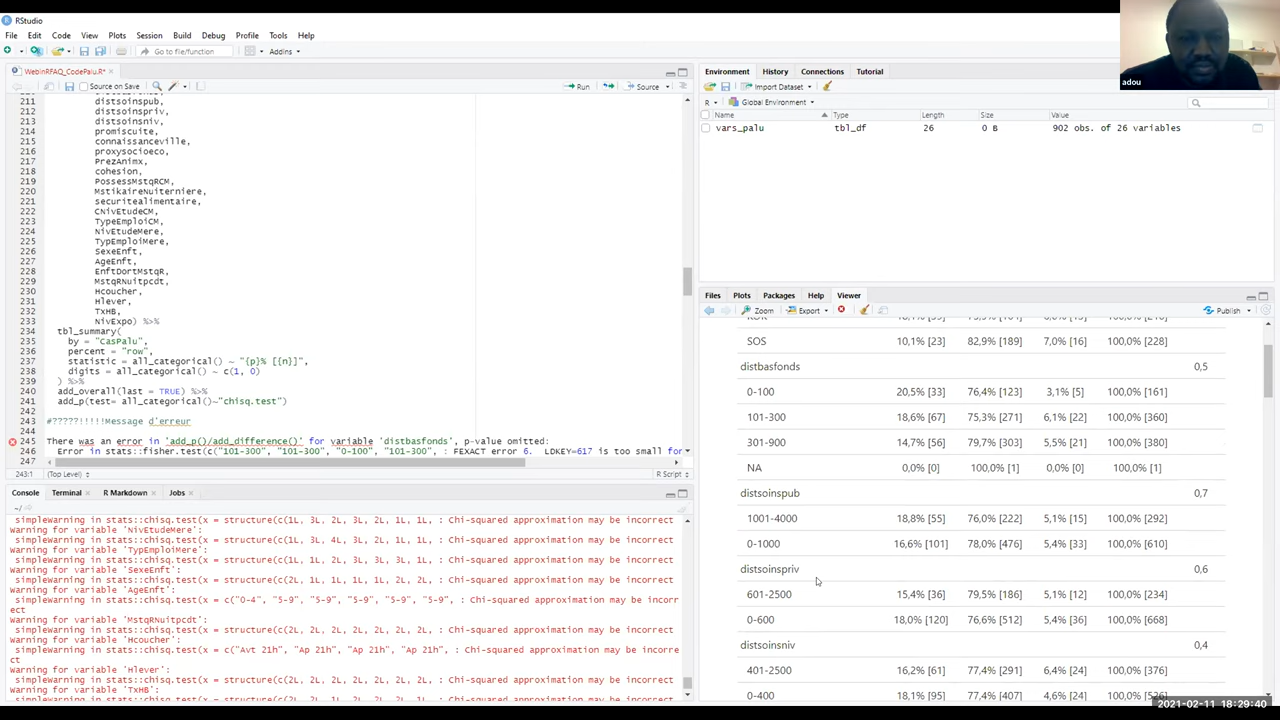 RStudio
File Edit Code View Plots Session Build Debug Profile Tools Help
Go to file/function
Addins
WebinRFAQ_CodePalu.R*
Source on Save
Run
Source
211 distsoinspub,
212 distsoinspriv,
213 distsoinsniv,
214 promiscuite,
215 connaissanceville,
216 proxysocioeco,
217 PrezAnimx,
218 cohesion,
219 PossessMstqRCM,
220 MstikaireNuiterniere,
221 securitealimentaire,
222 CNivEtudeCM,
223 TypeEmploiCM,
224 NivEtudeMere,
225 TypEmploiMere,
226 SexeEnft,
227 AgeEnft,
228 EnftDortMstqR,
229 MstqRNuitpcdt,
230 Hcoucher,
231 Hlever,
232 TxHB,
233 NivExpo) %>%
234 tbl_summary(
235 by = "CasPalu",
236 percent = "row",
237 statistic = all_categorical() ~ "{p}% [{n}]",
238 digits = all_categorical() ~ c(1, 0)
239 ) %>%
240 add_overall(last = TRUE) %>%
241 add_p(test= all_categorical()~"chisq.test")
242
243 #?????!!!!!Message d'erreur
244
245 There was an error in 'add_p()/add_difference()' for variable 'distbasfonds', p-value omitted:
246 Error in stats::fisher.test(c("101-300", "101-300", "0-100", "101-300", : FEXACT error 6. LDKEY=617 is too small for
247
243:1 (Top Level) R Script
Console Terminal R Markdown Jobs
~/
simpleWarning in stats::chisq.test(x = structure(c(1L, 3L, 2L, 3L, 2L, 1L, 1L, : Chi-squared approximation may be incorrect
Warning for variable 'NivEtudeMere':
simpleWarning in stats::chisq.test(x = structure(c(1L, 3L, 4L, 3L, 2L, 1L, 1L, : Chi-squared approximation may be incorrect
Warning for variable 'TypEmploiMere':
simpleWarning in stats::chisq.test(x = structure(c(1L, 3L, 1L, 3L, 1L, 1L, 1L, : Chi-squared approximation may be incorrect
Warning for variable 'SexeEnft':
simpleWarning in stats::chisq.test(x = structure(c(1L, 1L, 1L, 2L, 2L, 1L, 1L, : Chi-squared approximation may be incorrect
Warning for variable 'AgeEnft':
simpleWarning in stats::chisq.test(x = c("0-4", "5-9", "5-9", "5-9", "5-9", "5-9", : Chi-squared approximation may be incorr
ect
Warning for variable 'MstqRNuitpcdt':
simpleWarning in stats::chisq.test(x = structure(c(2L, 2L, 2L, 2L, 2L, 2L, 2L, : Chi-squared approximation may be incorrect
Warning for variable 'Hcoucher':
simpleWarning in stats::chisq.test(x = c("Avt 21h", "Ap 21h", "Ap 21h", "Ap 21h", : Chi-squared approximation may be incorre
ct
Warning for variable 'Hlever':
simpleWarning in stats::chisq.test(x = structure(c(2L, 2L, 1L, 2L, 2L, 1L, 1L, : Chi-squared approximation may be incorrect
Warning for variable 'TxHB':
Environment History Connections Tutorial
Import Dataset
R Global Environment
Name Type Length Size Value
vars_palu tbl_df 26 0 B 902 obs. of 26 variables
Files Plots Packages Help Viewer
Zoom Export Publish
SOS 10,1% [23] 82,9% [189] 7,0% [16] 100,0% [228]
distbasfonds 0,5
0-100 20,5% [33] 76,4% [123] 3,1% [5] 100,0% [161]
101-300 18,6% [67] 75,3% [271] 6,1% [22] 100,0% [360]
301-900 14,7% [56] 79,7% [303] 5,5% [21] 100,0% [380]
NA 0,0% [0] 100,0% [1] 0,0% [0] 100,0% [1]
distsoinspub 0,7
1001-4000 18,8% [55] 76,0% [222] 5,1% [15] 100,0% [292]
0-1000 16,6% [101] 78,0% [476] 5,4% [33] 100,0% [610]
distsoinspriv 0,6
601-2500 15,4% [36] 79,5% [186] 5,1% [12] 100,0% [234]
0-600 18,0% [120] 76,6% [512] 5,4% [36] 100,0% [668]
distsoinsniv 0,4
401-2500 16,2% [61] 77,4% [291] 6,4% [24] 100,0% [376]
0-400 18,1% [95] 77,4% [407] 4,6% [24] 100,0% [526]
adou
2021-02-11 18:29:40